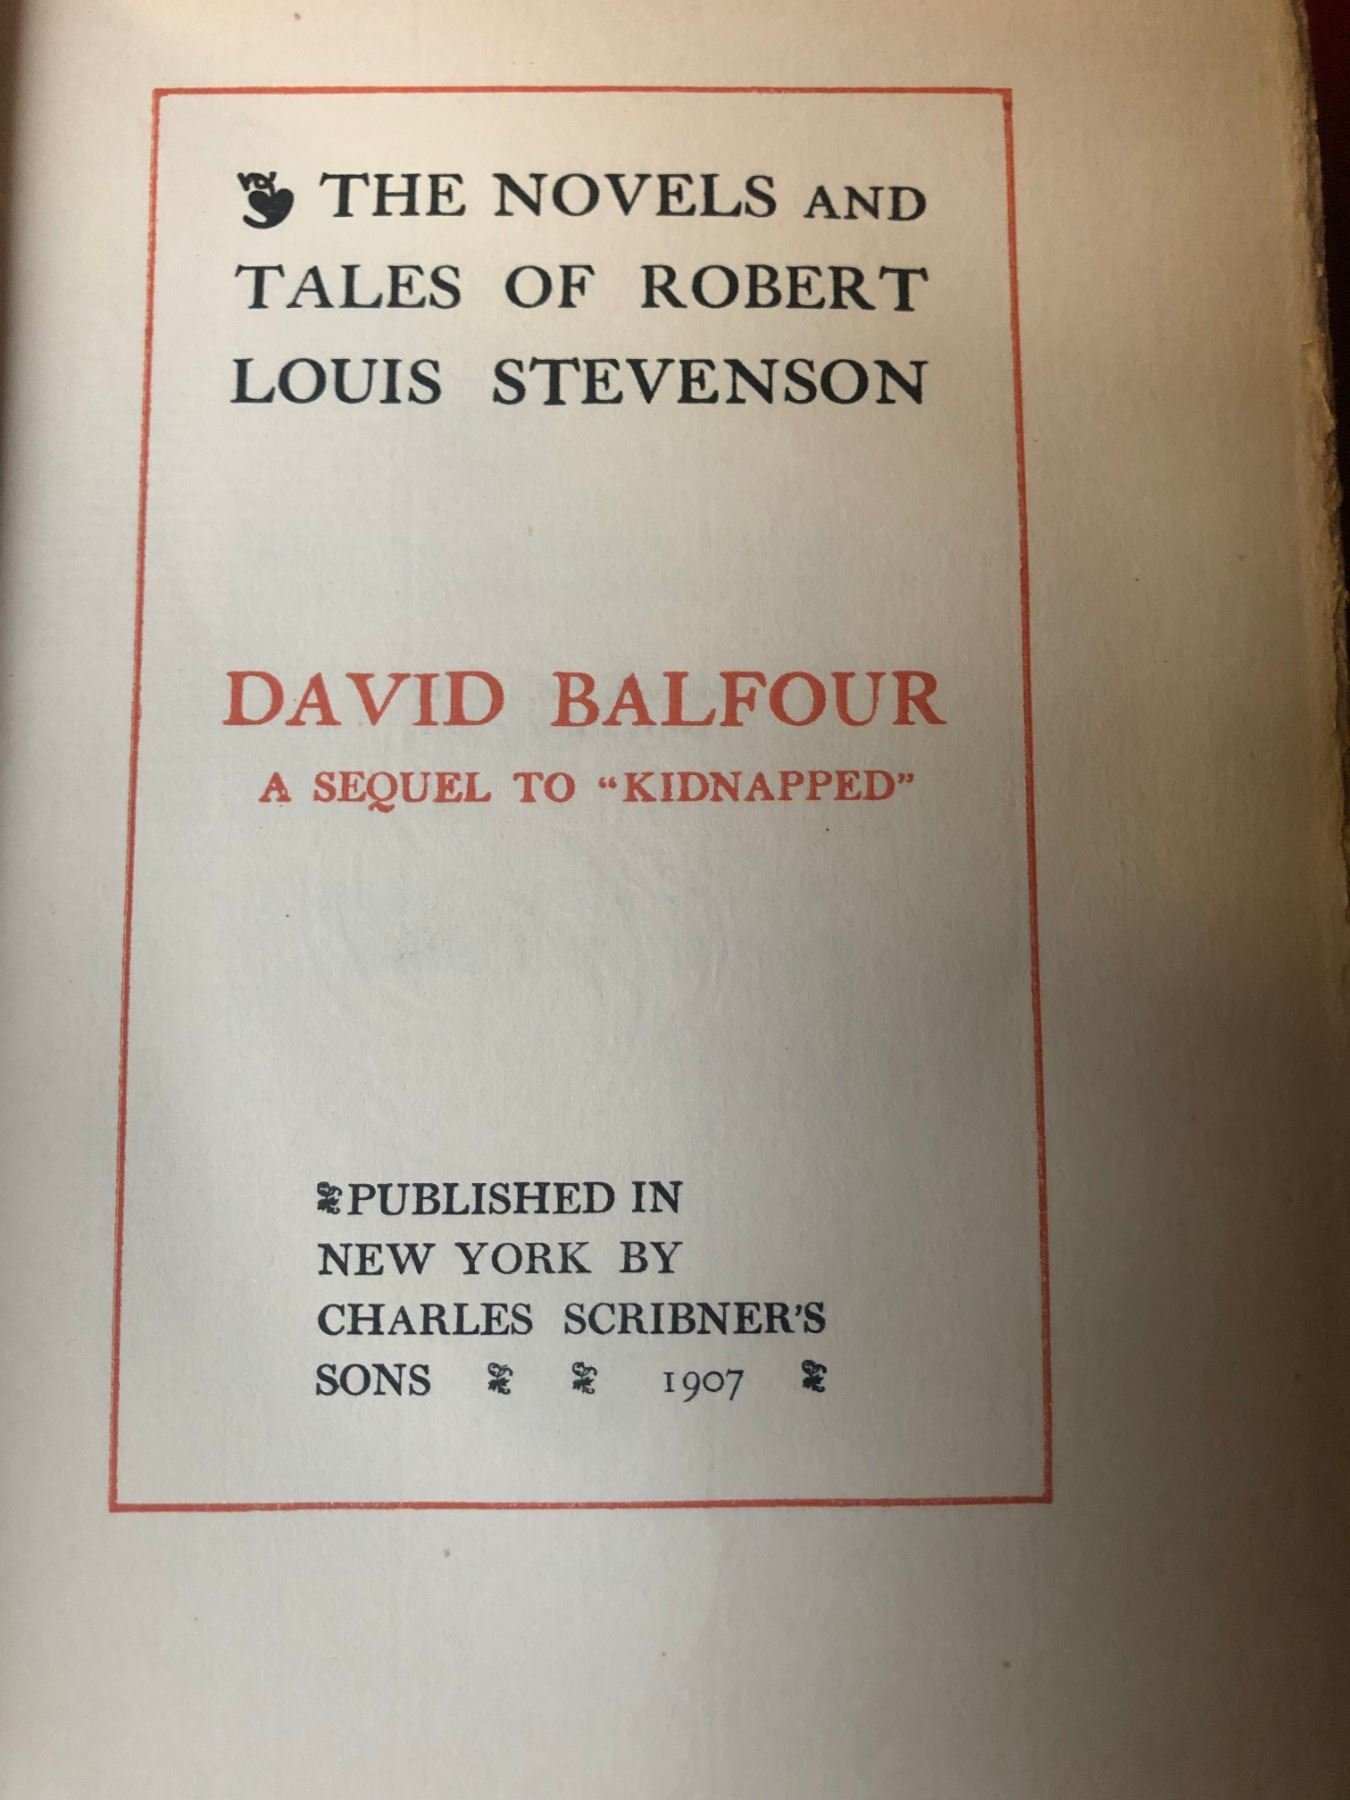 THE NOVELS AND
TALES OF ROBERT
LOUIS STEVENSON
DAVID BALFOUR
A SEQUEL TO “KIDNAPPED”
PUBLISHED IN
NEW YORK BY
CHARLES SCRIBNER'S
SONS 1907